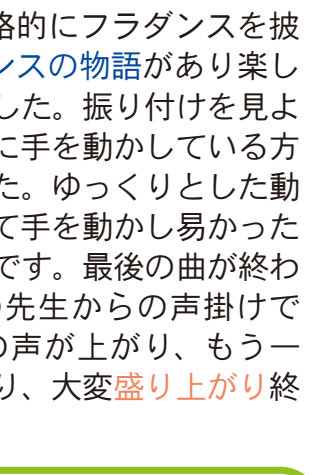 格的にフラダンスを披
ンスの物語があり楽し
した。振り付けを見よ
に手を動かしている方
た。ゆっくりとした動
て手を動かし易かった
です。最後の曲が終わ
先生からの声掛けで
の声が上がり、もう一
り、大変盛り上がり終